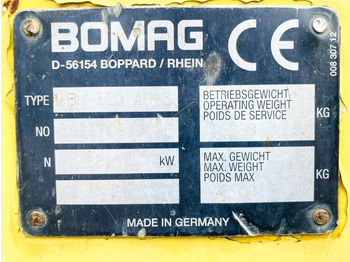 BOMAG CE
D-56154 BOPPARD / RHEIN
TYPE
BETRIEBSGEWICHT
OPERATING WEIGHT
POIDS DE SERVICE KG
NO
N kW
MAX. GEWICHT
MAX. WEIGHT
POIDS MAX KG
MADE IN GERMANY
008 307 12